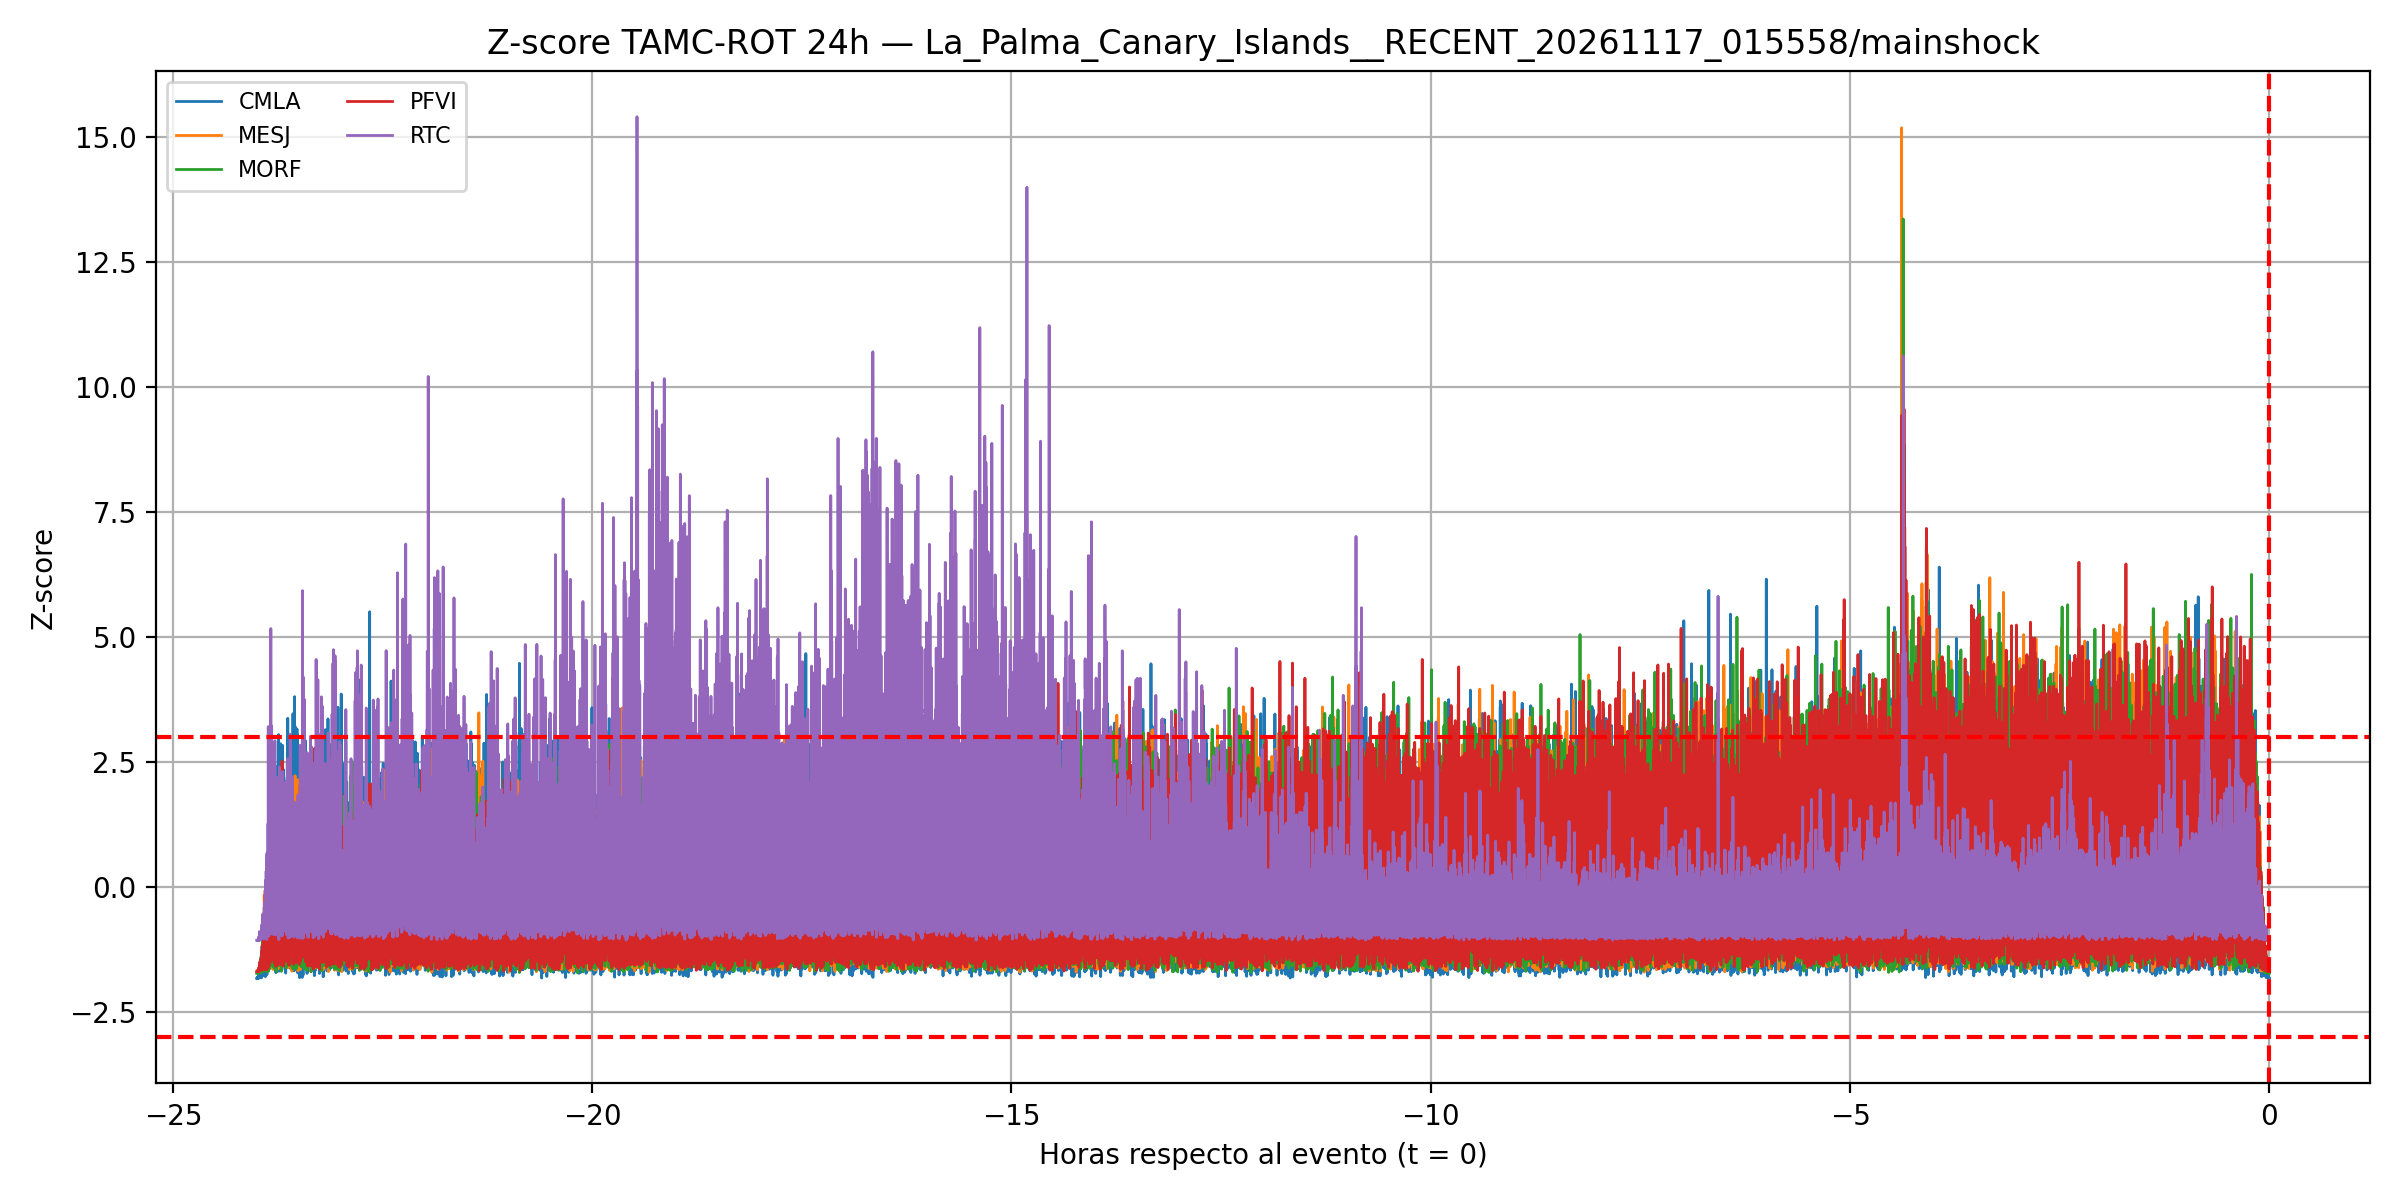 Z-score TAMC-ROT 24h — La_Palma_Canary_Islands__RECENT_20261117_015558/mainshock
CMLA
MESJ
MORF
PFVI
RTC
15.0
12.5
10.0
7.5
5.0
2.5
0.0
−2.5
Z-score
−25
−20
−15
−10
−5
0
Horas respecto al evento (t = 0)